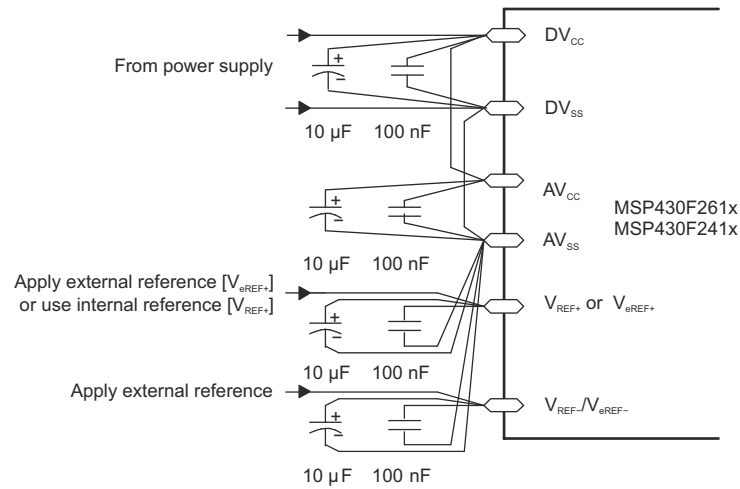 DVCC
From power supply
+
−
DVSS
10 µF 100 nF
AVCC
+
−
MSP430F261x
MSP430F241x
AVSS
10 µF 100 nF
Apply external reference [VeREF+]
or use internal reference [VREF+]
VREF+ or VeREF+
+
−
10 µF 100 nF
Apply external reference
VREF−/VeREF−
+
−
10 µF 100 nF